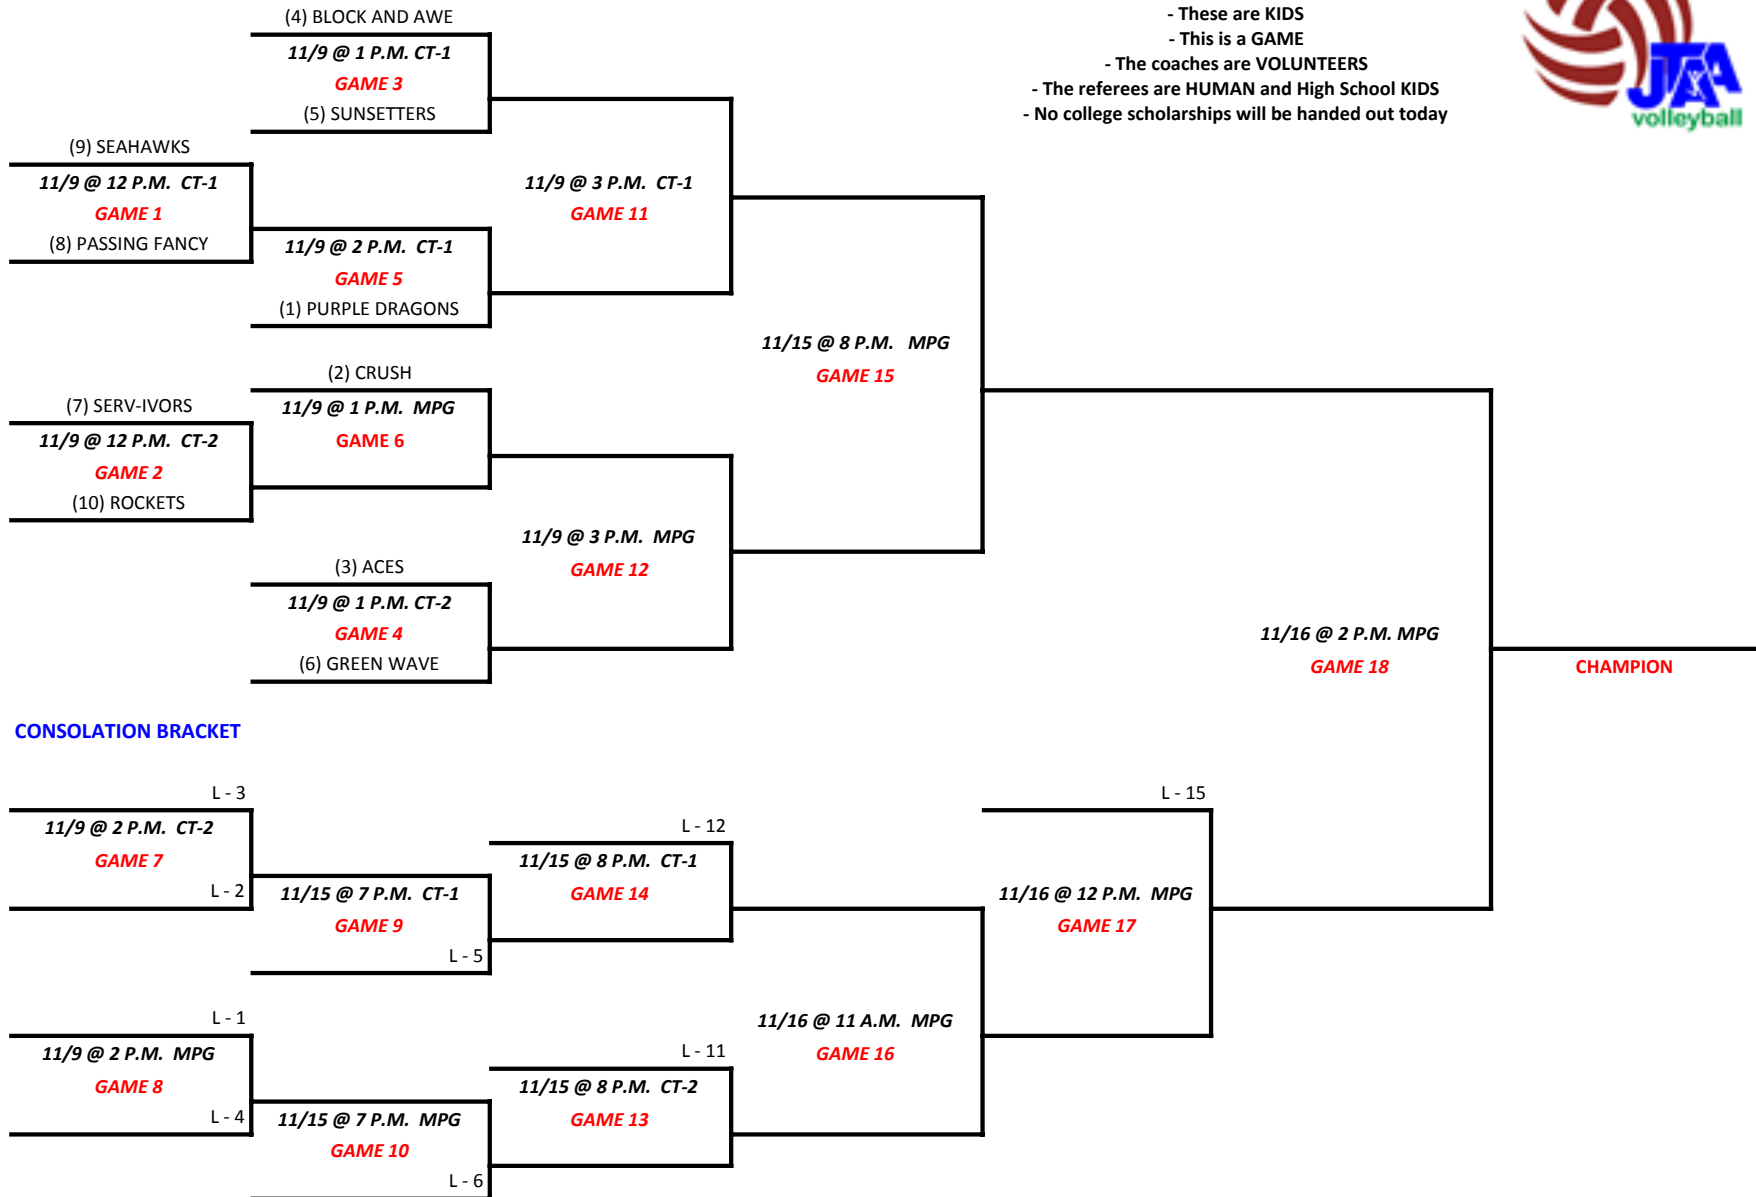 - These are KIDS
- This is a GAME
- The coaches are VOLUNTEERS
- The referees are HUMAN and High School KIDS
- No college scholarships will be handed out today
JTAA
volleyball
(4) BLOCK AND AWE
11/9 @ 1 P.M. CT-1
GAME 3
(5) SUNSETTERS
(9) SEAHAWKS
11/9 @ 12 P.M. CT-1
GAME 1
(8) PASSING FANCY
11/9 @ 2 P.M. CT-1
GAME 5
(1) PURPLE DRAGONS
11/9 @ 3 P.M. CT-1
GAME 11
(2) CRUSH
11/9 @ 1 P.M. MPG
GAME 6
(7) SERV-IVORS
11/9 @ 12 P.M. CT-2
GAME 2
(10) ROCKETS
(3) ACES
11/9 @ 1 P.M. CT-2
GAME 4
(6) GREEN WAVE
11/9 @ 3 P.M. MPG
GAME 12
11/15 @ 8 P.M. MPG
GAME 15
11/16 @ 2 P.M. MPG
GAME 18
CHAMPION
CONSOLATION BRACKET
L - 3
11/9 @ 2 P.M. CT-2
GAME 7
L - 2
11/15 @ 7 P.M. CT-1
GAME 9
L - 5
L - 12
11/15 @ 8 P.M. CT-1
GAME 14
L - 15
11/16 @ 12 P.M. MPG
GAME 17
L - 1
11/9 @ 2 P.M. MPG
GAME 8
L - 4
11/15 @ 7 P.M. MPG
GAME 10
L - 6
L - 11
11/15 @ 8 P.M. CT-2
GAME 13
11/16 @ 11 A.M. MPG
GAME 16